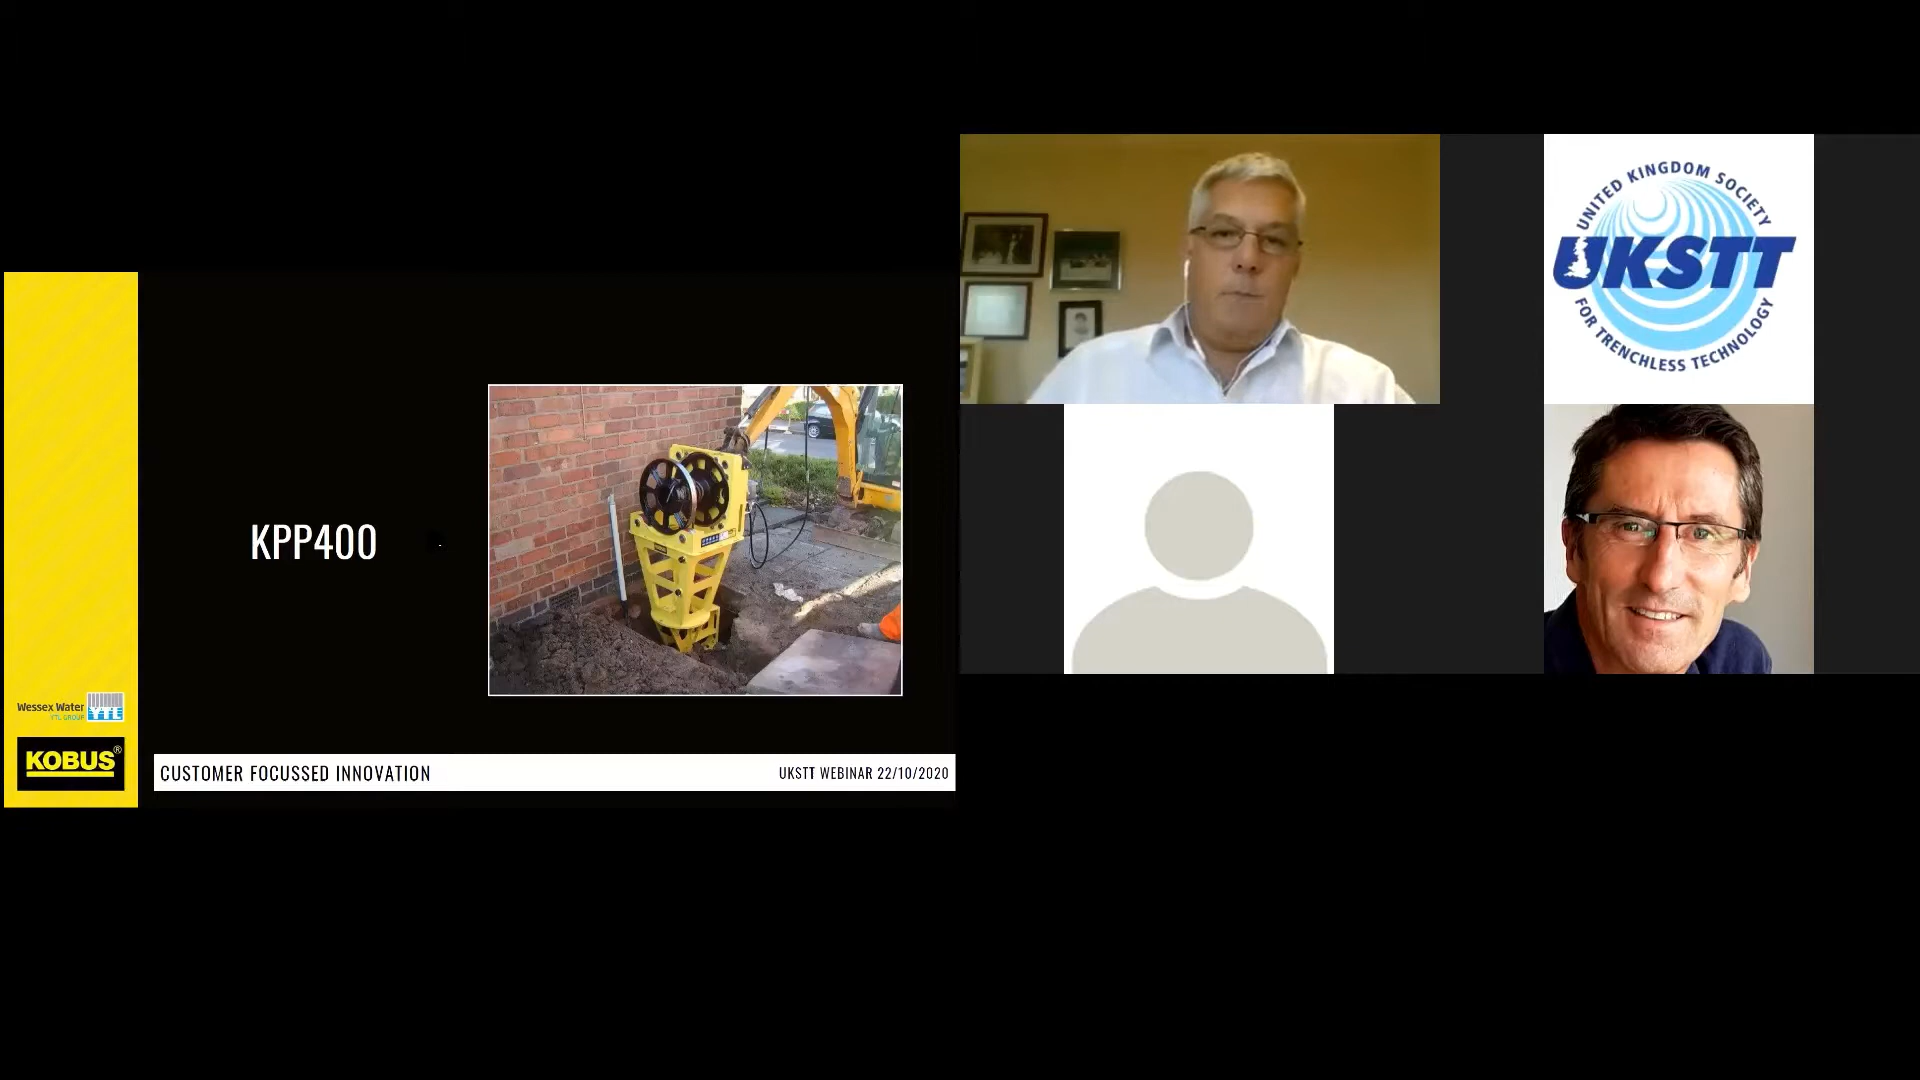 KPP400
Wessex Water
YTL GROUP
YTL
KOBUS®
CUSTOMER FOCUSSED INNOVATION
UKSTT WEBINAR 22/10/2020
UNITED KINGDOM SOCIETY
UKSTT
FOR TRENCHLESS TECHNOLOGY